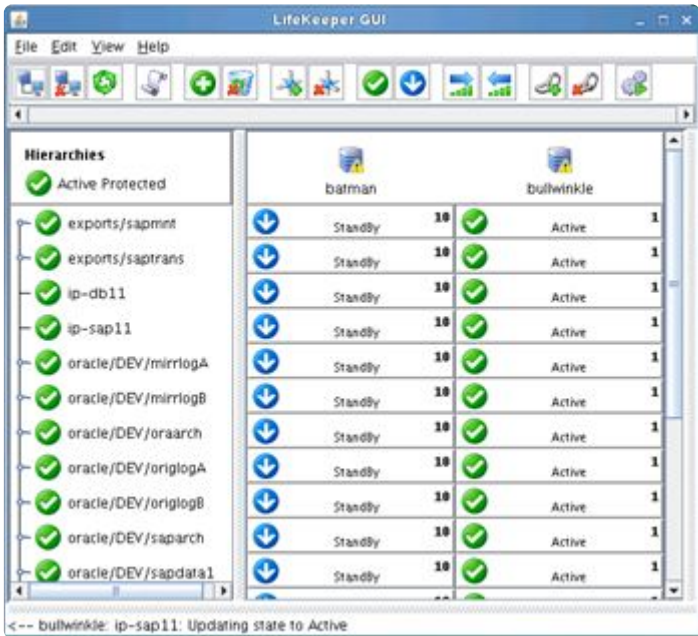 LifeKeeper GUI
File Edit View Help
Hierarchies
Active Protected
batman
bullwinkle
exports/sapmnt StandBy 10 Active 1
exports/saptrans StandBy 10 Active 1
ip-db11 StandBy 10 Active 1
ip-sap11 StandBy 10 Active 1
oracle/DEV/mirrlogA StandBy 10 Active 1
oracle/DEV/mirrlogB StandBy 10 Active 1
oracle/DEV/oraarch StandBy 10 Active 1
oracle/DEV/origlogA StandBy 10 Active 1
oracle/DEV/origlogB StandBy 10 Active 1
oracle/DEV/saparch StandBy 10 Active 1
oracle/DEV/sapdata1 StandBy 10 Active 1
<-- bullwinkle: ip-sap11: Updating state to Active